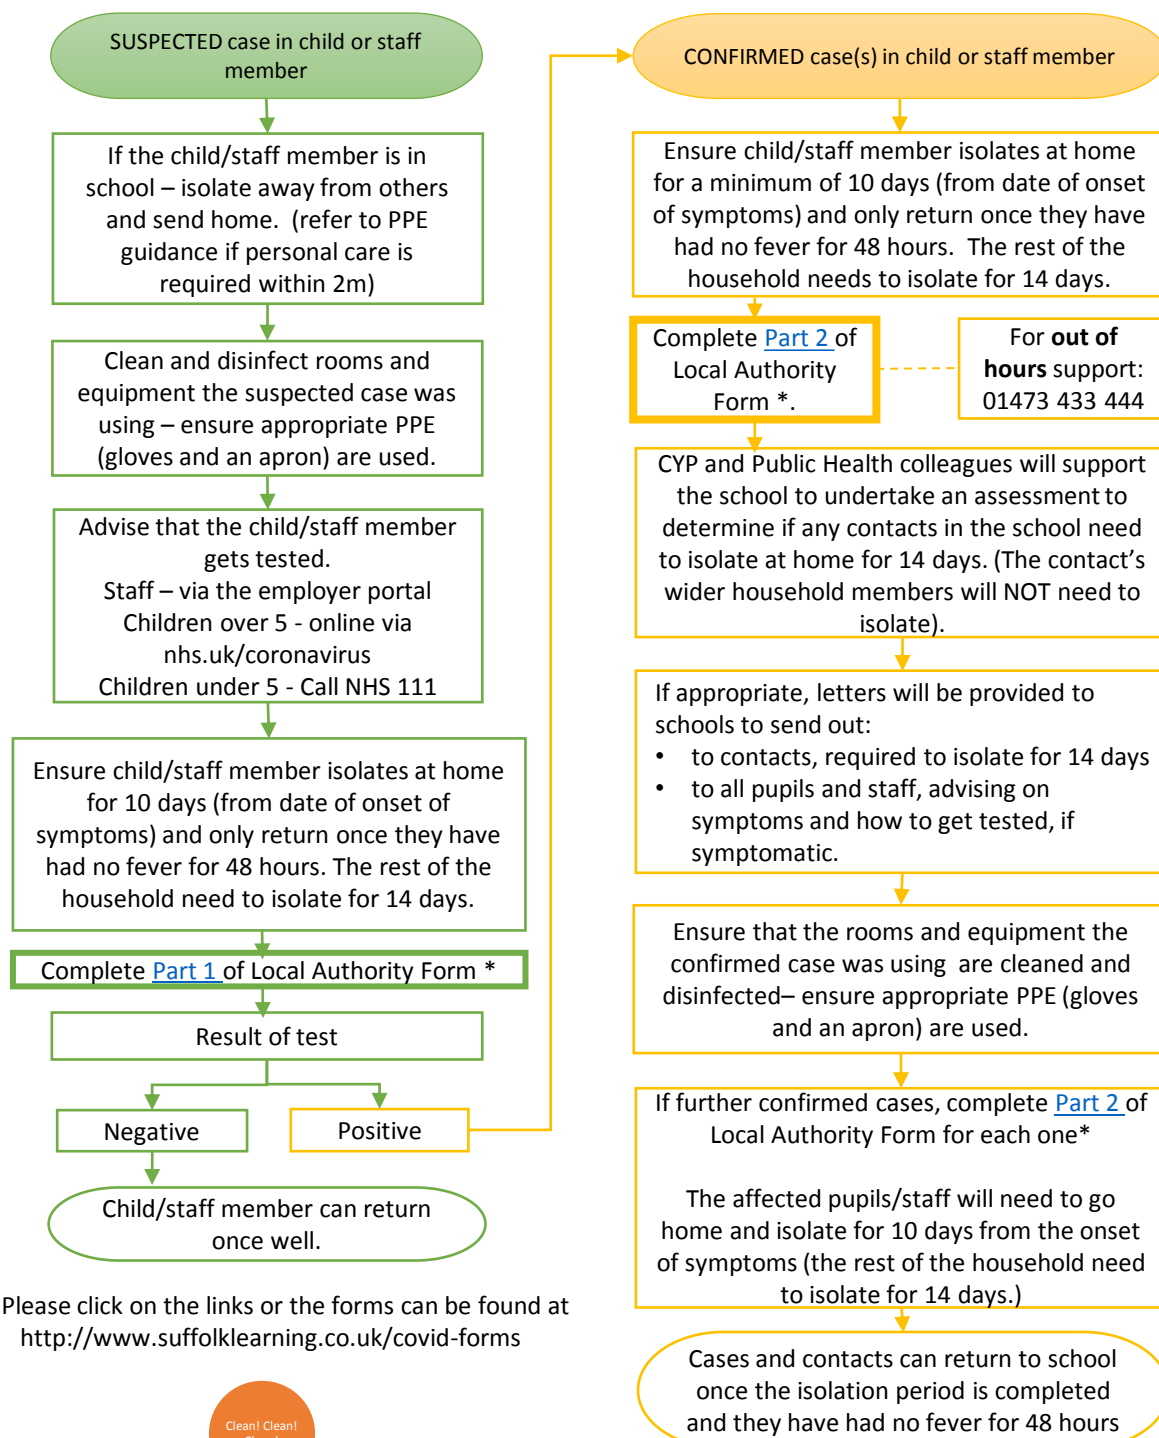 SUSPECTED case in child or staff
member
If the child/staff member is in
school – isolate away from others
and send home.  (refer to PPE
guidance if personal care is
required within 2m)
Clean and disinfect rooms and
equipment the suspected case was
using – ensure appropriate PPE
(gloves and an apron) are used.
Advise that the child/staff member
gets tested.
Staff – via the employer portal
Children over 5 - online via
nhs.uk/coronavirus
Children under 5 - Call NHS 111
Ensure child/staff member isolates at home
for 10 days (from date of onset of
symptoms) and only return once they have
had no fever for 48 hours. The rest of the
household need to isolate for 14 days.
Complete Part 1 of Local Authority Form *
Result of test
Negative
Positive
Child/staff member can return
once well.
Please click on the links or the forms can be found at
http://www.suffolklearning.co.uk/covid-forms
Clean! Clean!
CONFIRMED case(s) in child or staff member
Ensure child/staff member isolates at home
for a minimum of 10 days (from date of onset
of symptoms) and only return once they have
had no fever for 48 hours.  The rest of the
household needs to isolate for 14 days.
Complete Part 2 of
Local Authority
Form *.
For out of
hours support:
01473 433 444
CYP and Public Health colleagues will support
the school to undertake an assessment to
determine if any contacts in the school need
to isolate at home for 14 days. (The contact's
wider household members will NOT need to
isolate).
If appropriate, letters will be provided to
schools to send out:
• to contacts, required to isolate for 14 days
• to all pupils and staff, advising on
symptoms and how to get tested, if
symptomatic.
Ensure that the rooms and equipment the
confirmed case was using  are cleaned and
disinfected– ensure appropriate PPE (gloves
and an apron) are used.
If further confirmed cases, complete Part 2 of
Local Authority Form for each one*
The affected pupils/staff will need to go
home and isolate for 10 days from the onset
of symptoms (the rest of the household need
to isolate for 14 days.)
Cases and contacts can return to school
once the isolation period is completed
and they have had no fever for 48 hours